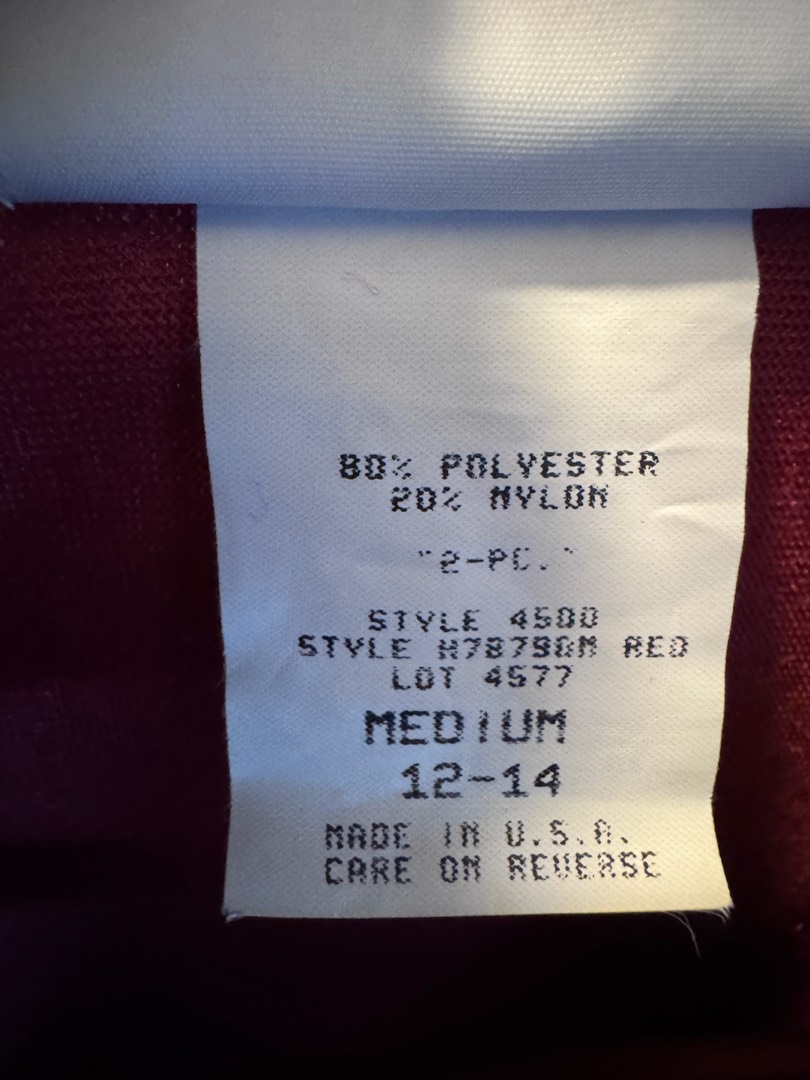 80% POLYESTER
20% NYLON
"2-PC."
STYLE 4500
STYLE RED
LOT 4577
MEDIUM
12-14
MADE IN U.S.A.
CARE ON REVERSE